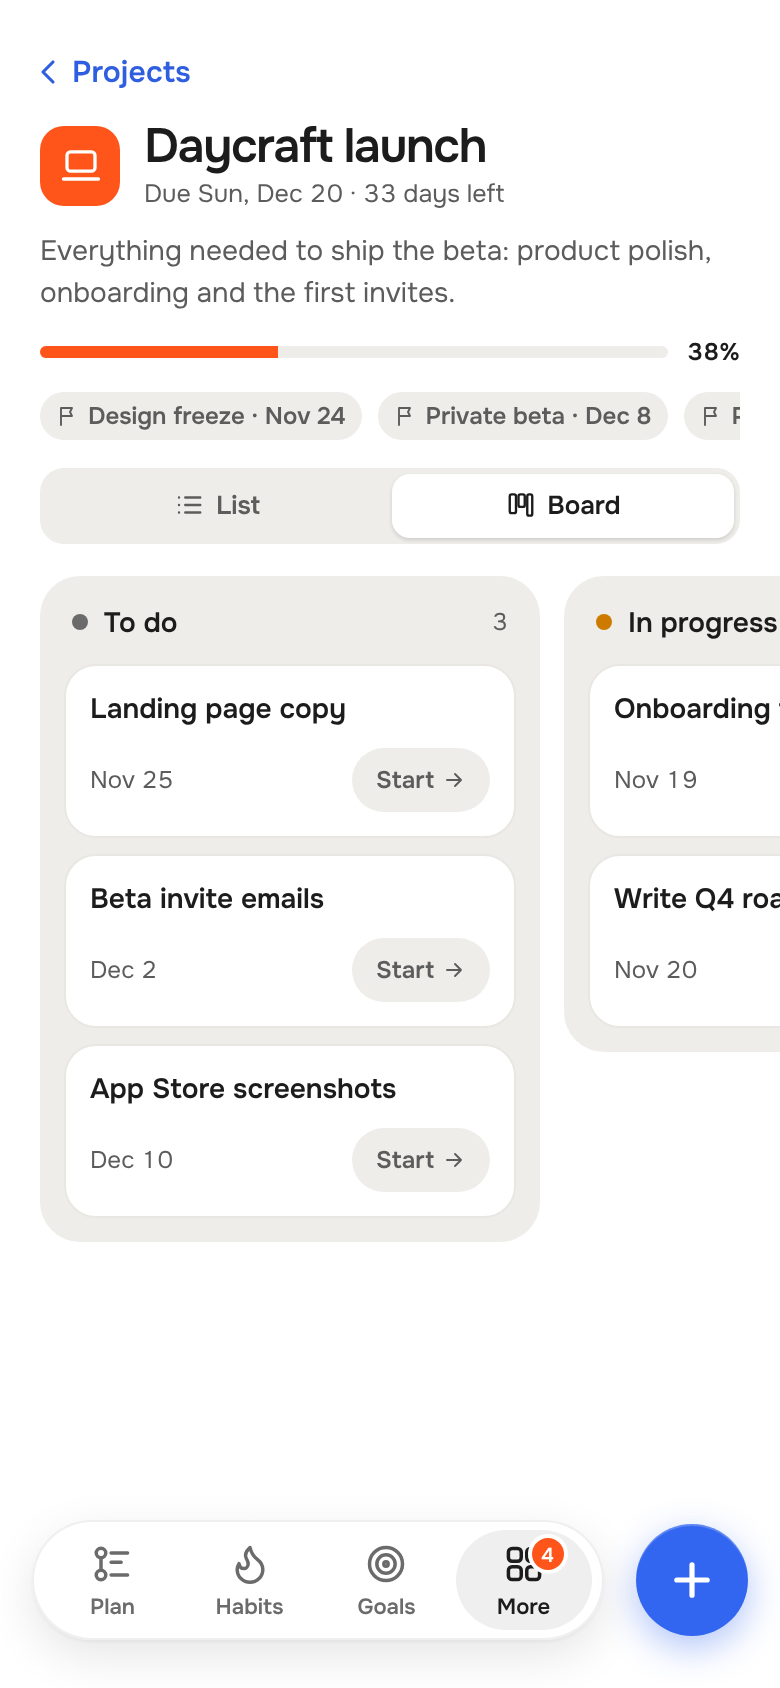 Projects
Daycraft launch
Due Sun, Dec 20 · 33 days left
Everything needed to ship the beta: product polish,
onboarding and the first invites.
38%
Design freeze · Nov 24
Private beta · Dec 8
List
Board
To do
3
Landing page copy
Nov 25
Start →
Beta invite emails
Dec 2
Start →
App Store screenshots
Dec 10
Start →
In progress
Onboarding
Nov 19
Write Q4
Nov 20
Plan
Habits
Goals
More
4